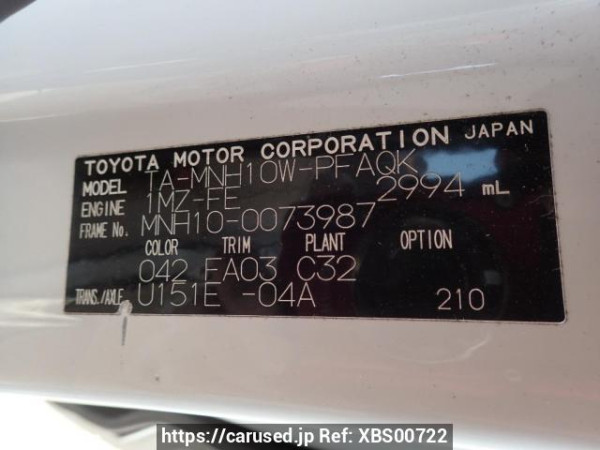 TOYOTA MOTOR CORPORATION JAPAN
MODEL TA-MNH10W-PFAQK
ENGINE 1MZ-FE 2994 mL
FRAME No. MNH10-0073987
COLOR TRIM PLANT OPTION
042 EA03 C32
TRANS./AXLE U151E -04A 210
https://carused.jp Ref: XBS00722